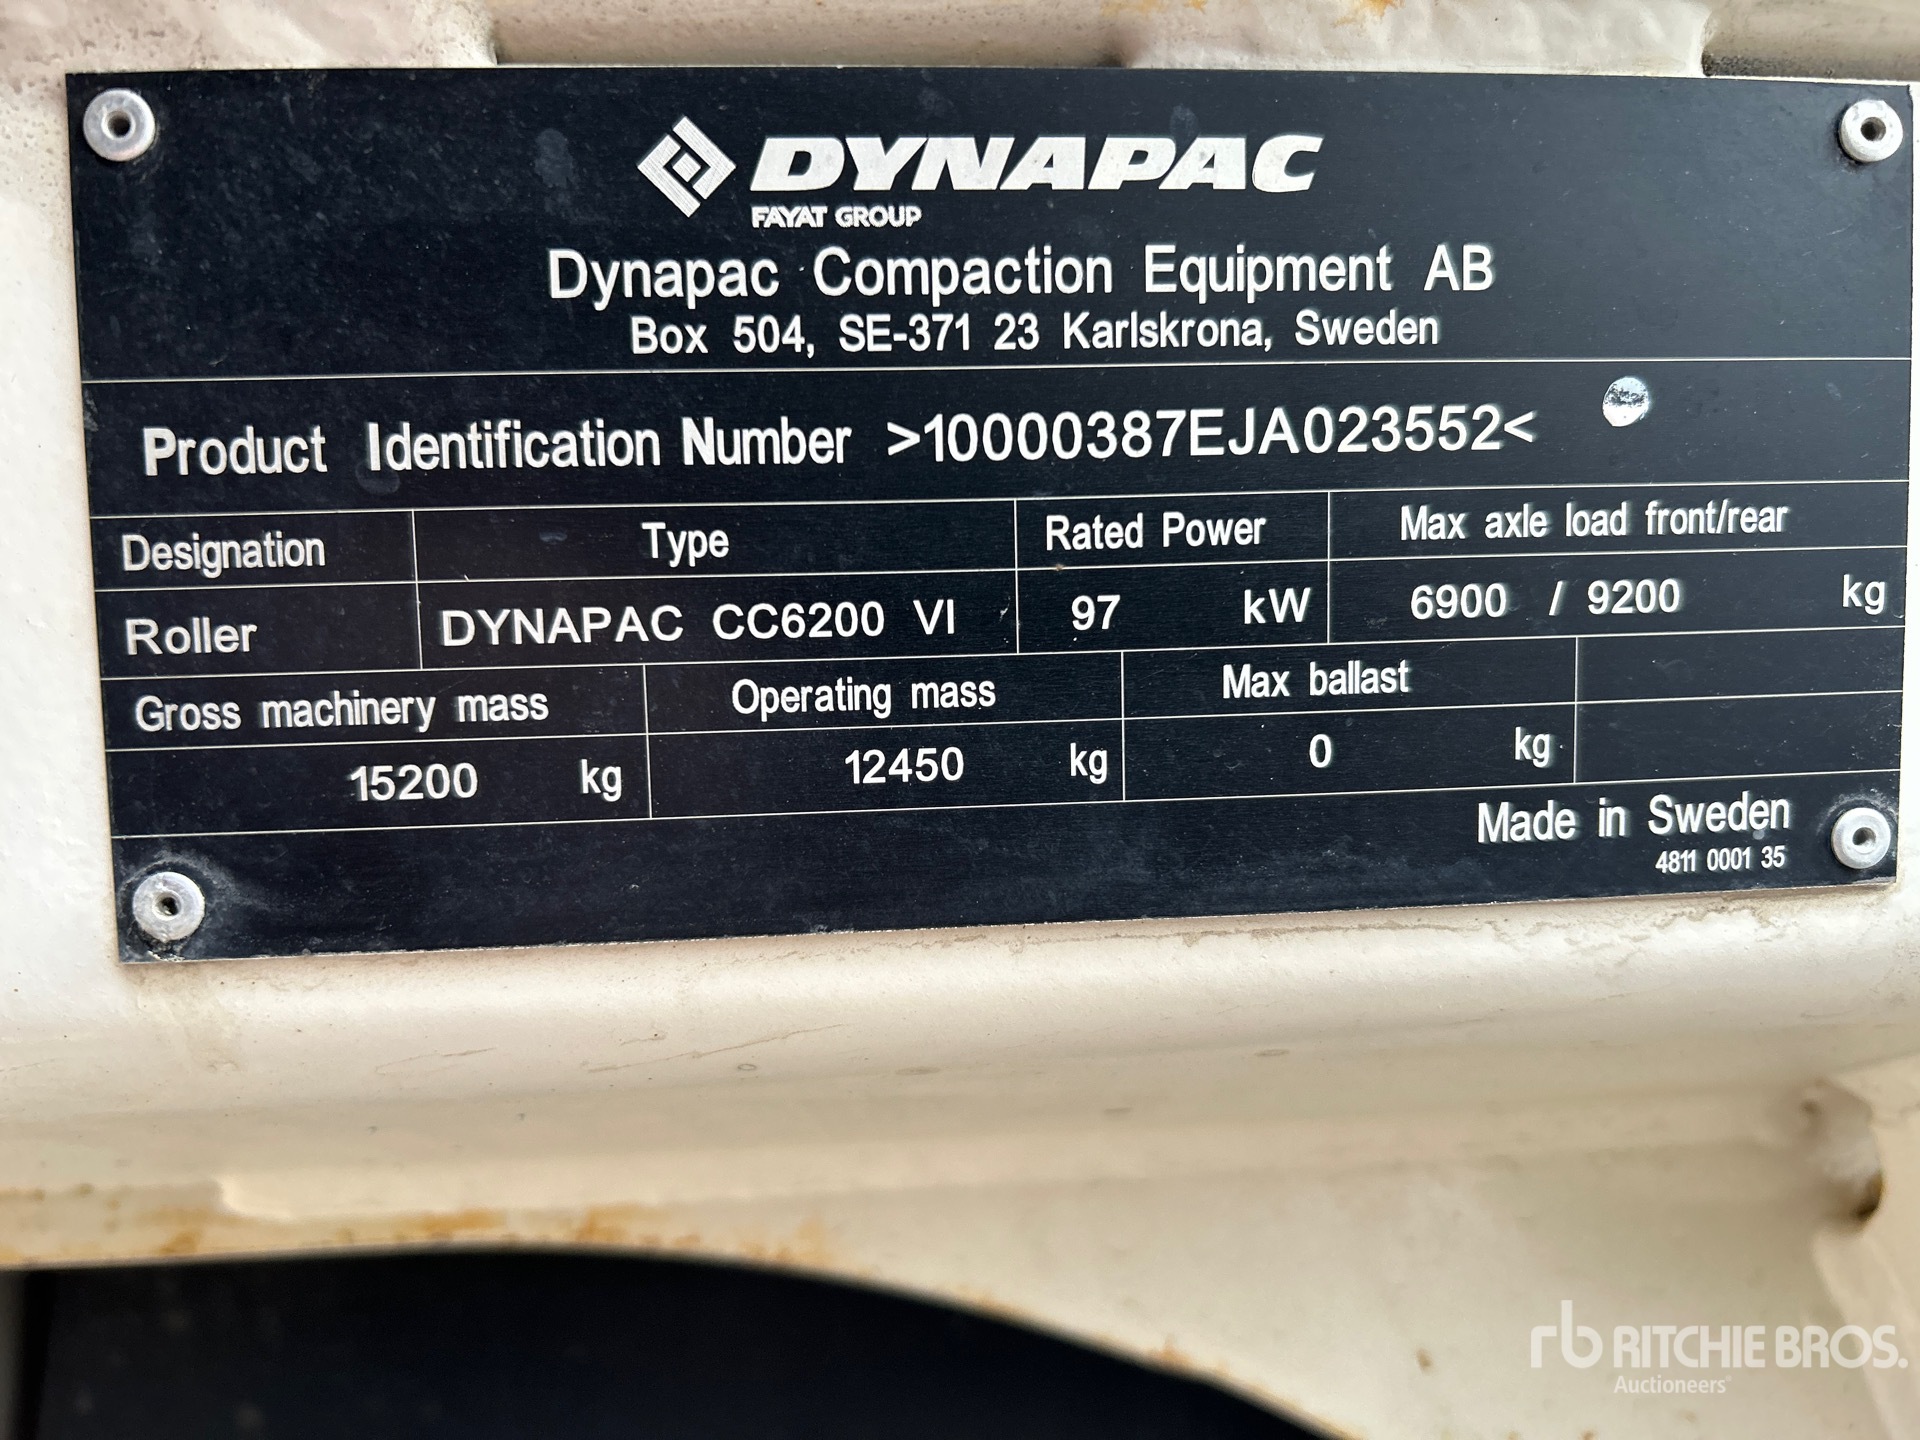 DYNAPAC
FAYAT GROUP
Dynapac Compaction Equipment AB
Box 504, SE-371 23 Karlskrona, Sweden
Product Identification Number >10000387EJA023552<
Designation Type Rated Power Max axle load front/rear
Roller DYNAPAC CC6200 VI 97 kW 6900 / 9200 kg
Gross machinery mass Operating mass Max ballast
15200 kg 12450 kg 0 kg
Made in Sweden
4811 0001 35
rb RITCHIE BROS.
Auctioneers